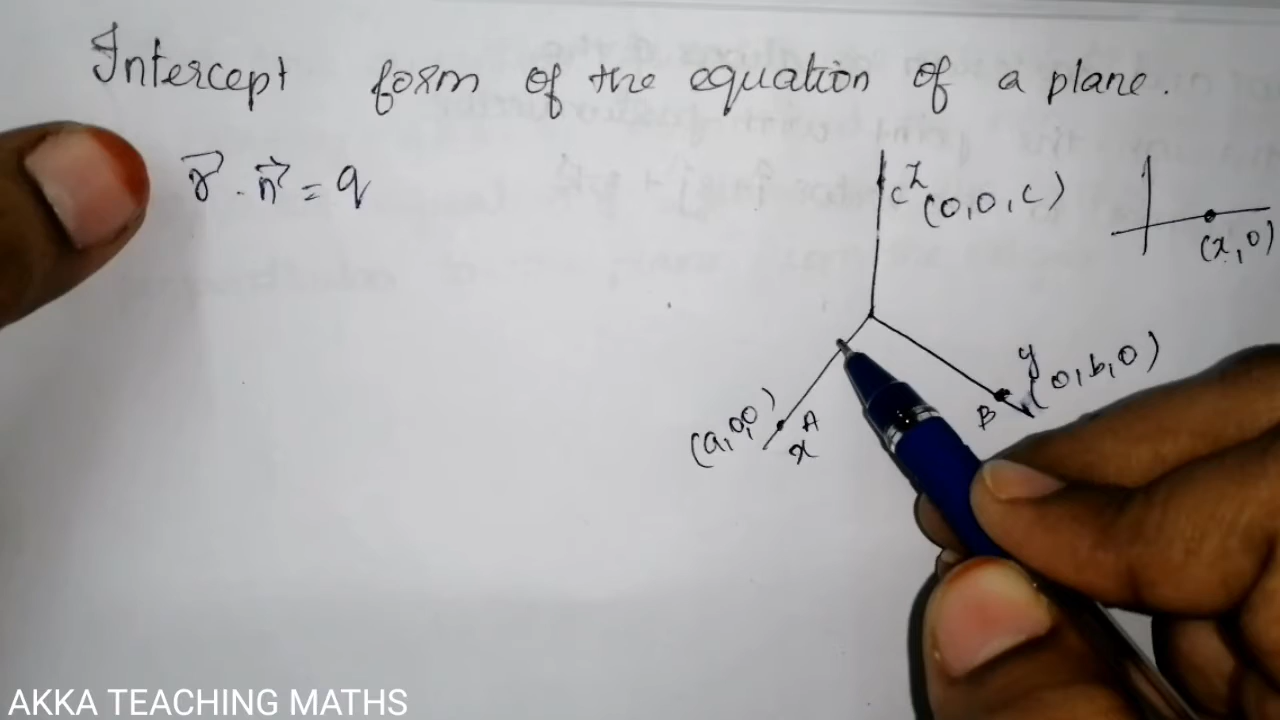 Intercept form of the equation of a plane.
r⃗ . n⃗ = q
z
C (0,0,c)
(x,0)
y
(0,b,0)
B
(a,0,0)
A
x
AKKA TEACHING MATHS